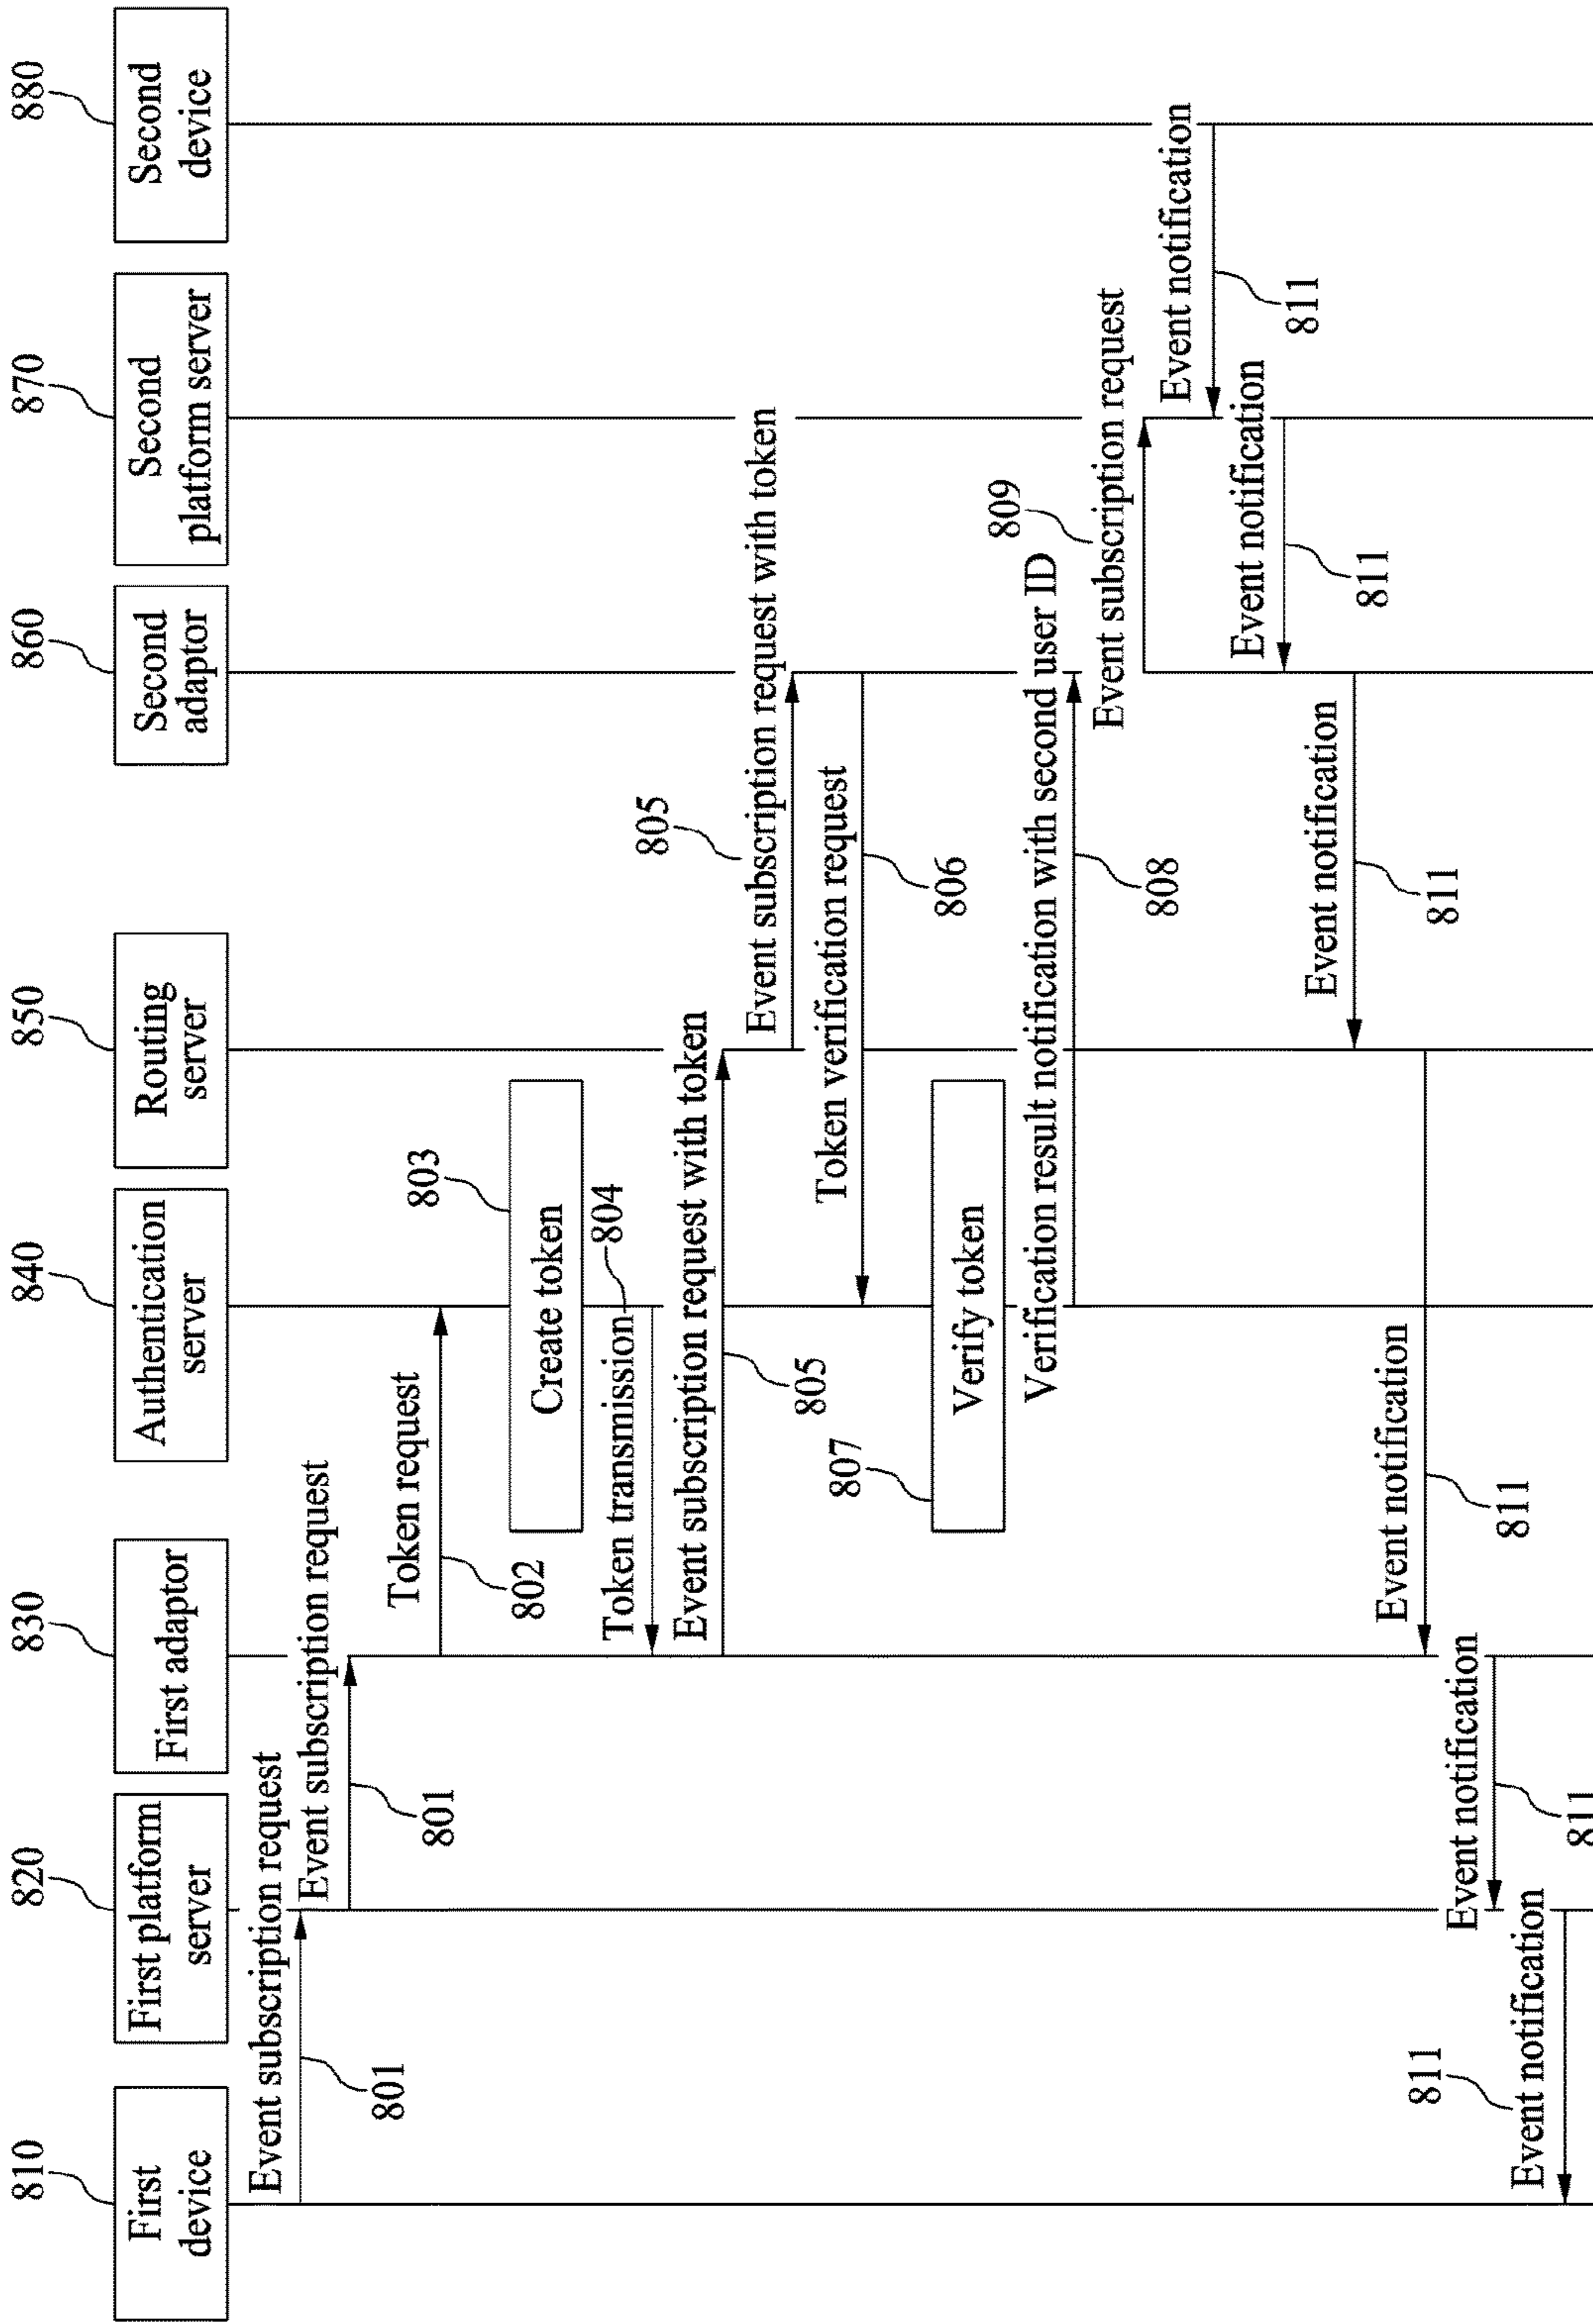 810
First
device
820
First platform
server
830
First adaptor
840
Authentication
server
850
Routing
server
860
Second
adaptor
870
Second
platform server
880
Second
device
Event subscription request
801
Event subscription request
801
Token request
802
Create token
803
Token transmission
804
Event subscription request with token
805
Event subscription request with token
805
Token verification request
806
Verify token
807
Verification result notification with second user ID
808
Event subscription request
809
Event notification
811
Event notification
811
Event notification
811
Event notification
811
Event notification
811
Event notification
811